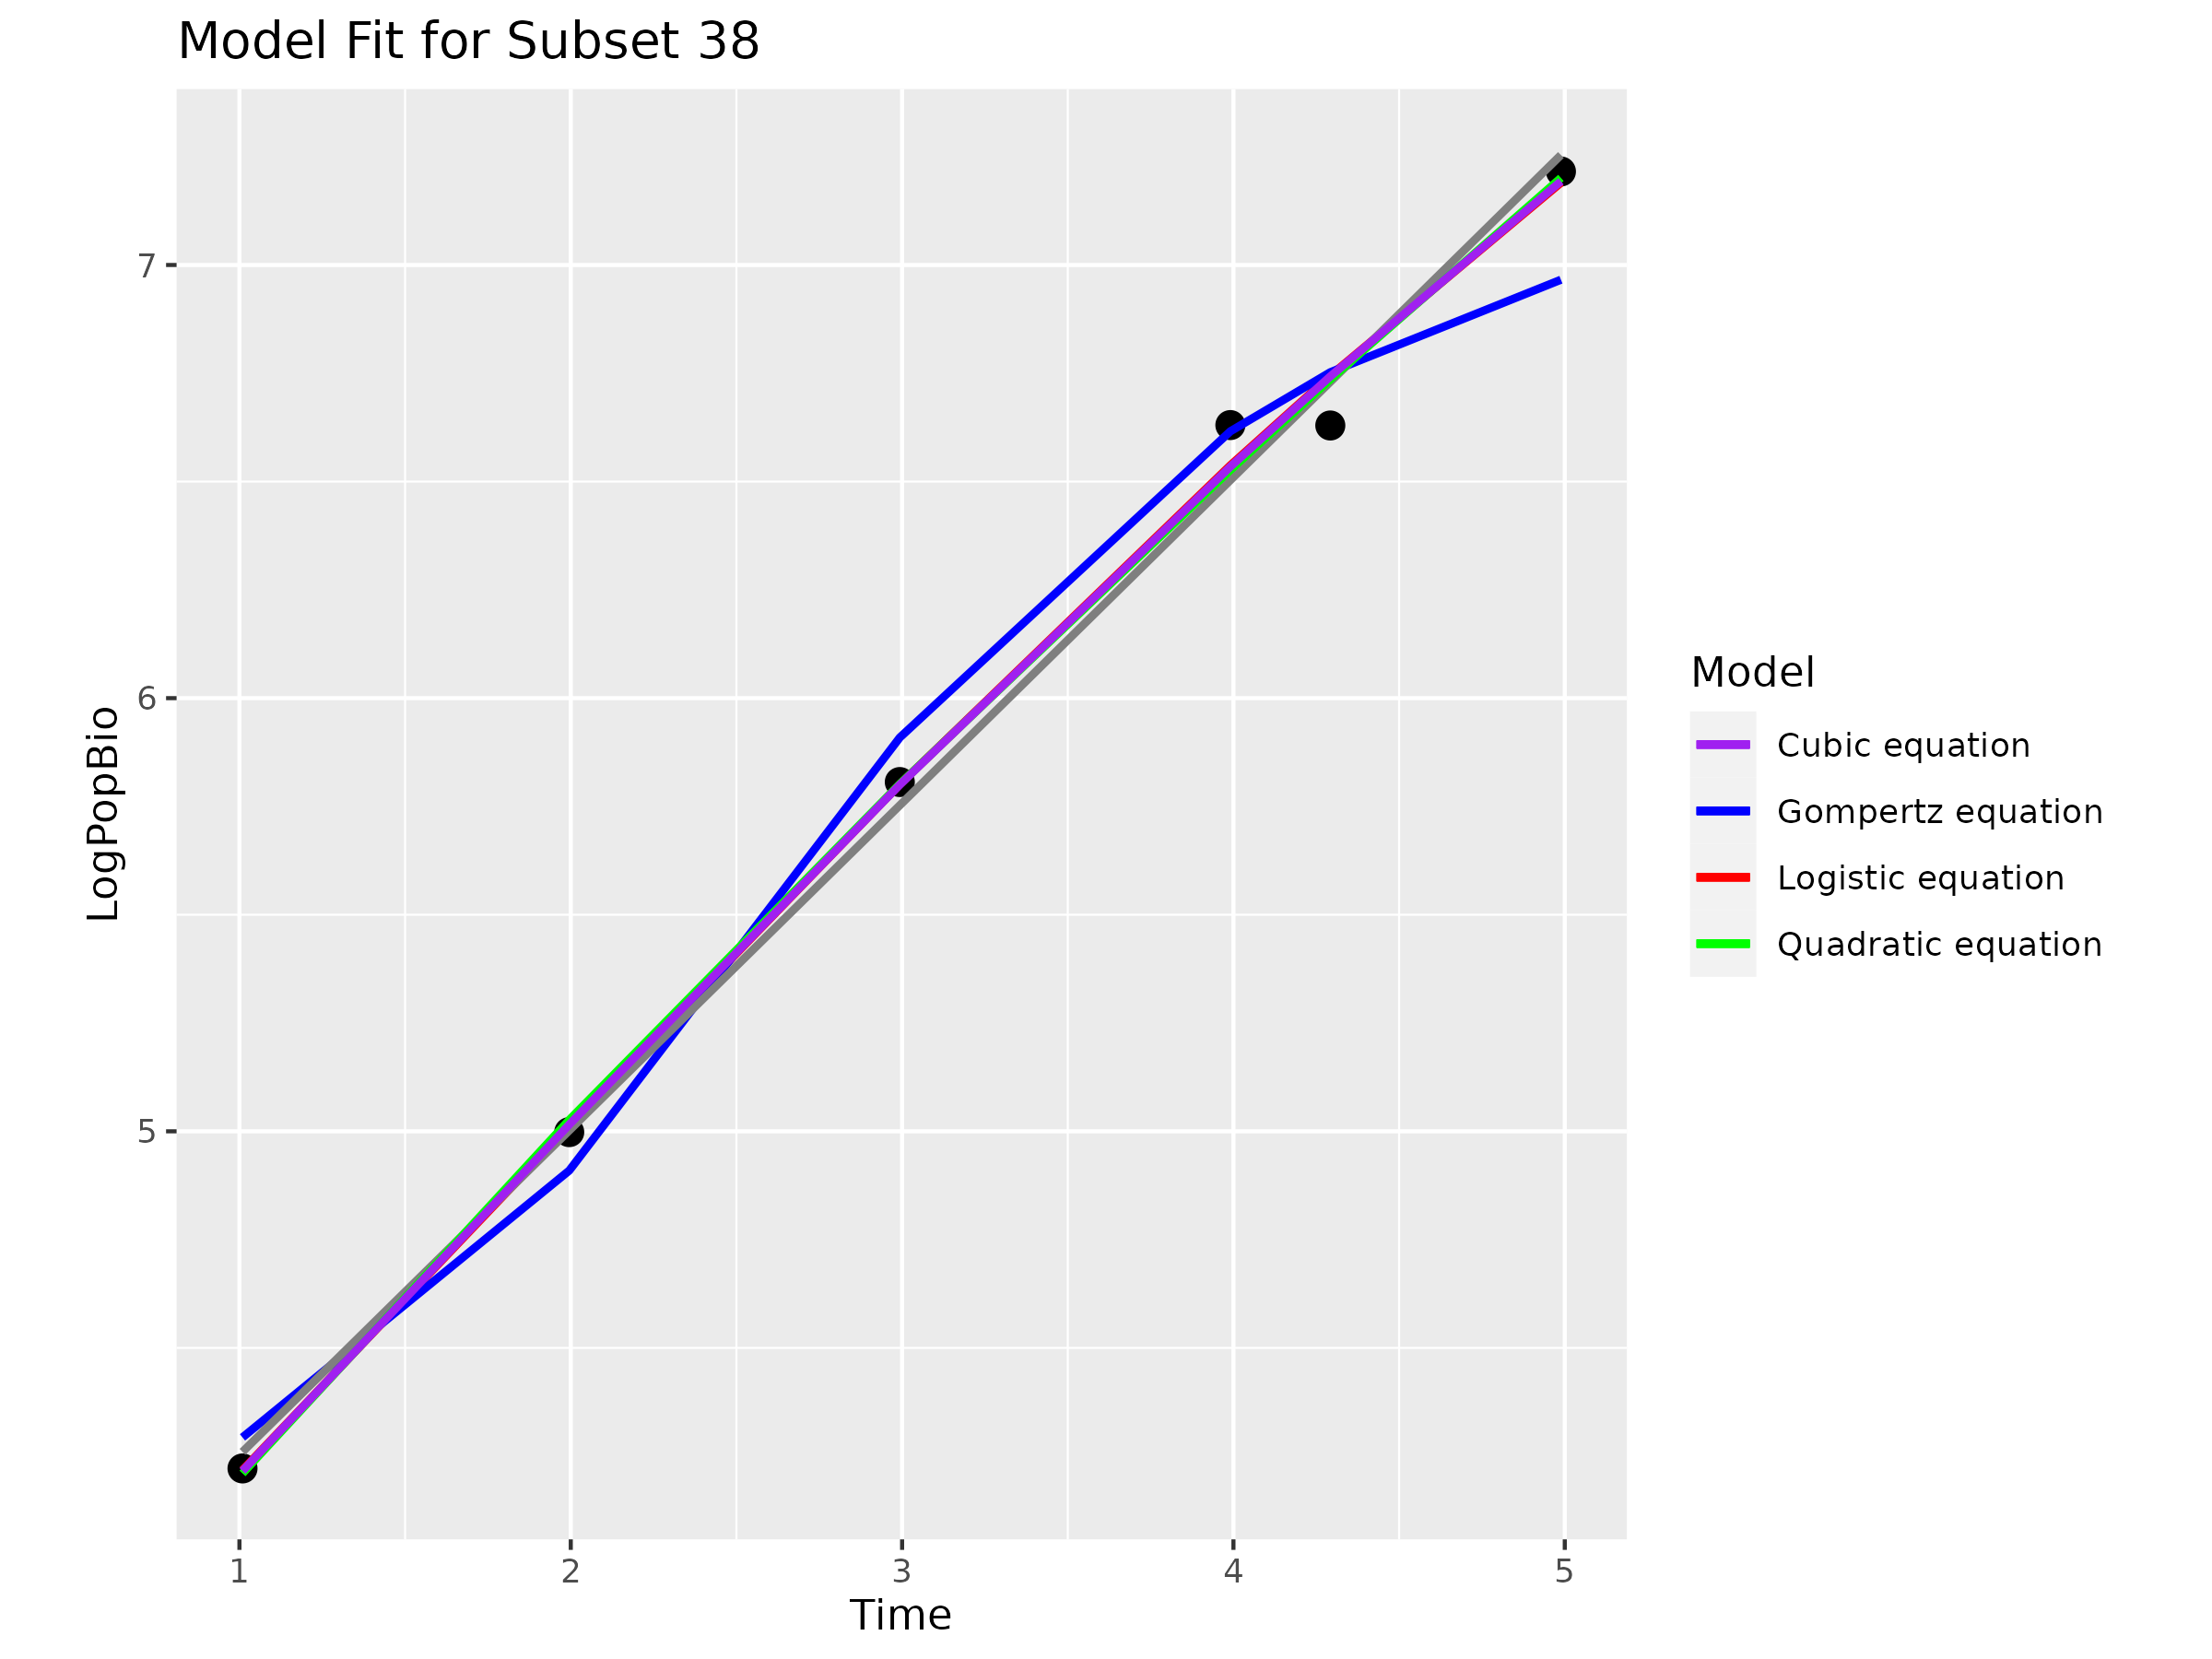 Model Fit for Subset 38
7
6
5
LogPopBio
1 2 3 4 5
Time
Model
Cubic equation
Gompertz equation
Logistic equation
Quadratic equation